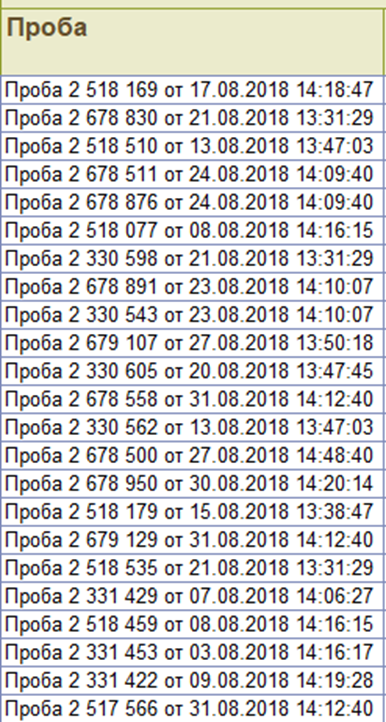 Проба
Проба 2 518 169 от 17.08.2018 14:18:47
Проба 2 678 830 от 21.08.2018 13:31:29
Проба 2 518 510 от 13.08.2018 13:47:03
Проба 2 678 511 от 24.08.2018 14:09:40
Проба 2 678 876 от 24.08.2018 14:09:40
Проба 2 518 077 от 08.08.2018 14:16:15
Проба 2 330 598 от 21.08.2018 13:31:29
Проба 2 678 891 от 23.08.2018 14:10:07
Проба 2 330 543 от 23.08.2018 14:10:07
Проба 2 679 107 от 27.08.2018 13:50:18
Проба 2 330 605 от 20.08.2018 13:47:45
Проба 2 678 558 от 31.08.2018 14:12:40
Проба 2 330 562 от 13.08.2018 13:47:03
Проба 2 678 500 от 27.08.2018 14:48:40
Проба 2 678 950 от 30.08.2018 14:20:14
Проба 2 518 179 от 15.08.2018 13:38:47
Проба 2 679 129 от 31.08.2018 14:12:40
Проба 2 518 535 от 21.08.2018 13:31:29
Проба 2 331 429 от 07.08.2018 14:06:27
Проба 2 518 459 от 08.08.2018 14:16:15
Проба 2 331 453 от 03.08.2018 14:16:17
Проба 2 331 422 от 09.08.2018 14:19:28
Проба 2 517 566 от 31.08.2018 14:12:40